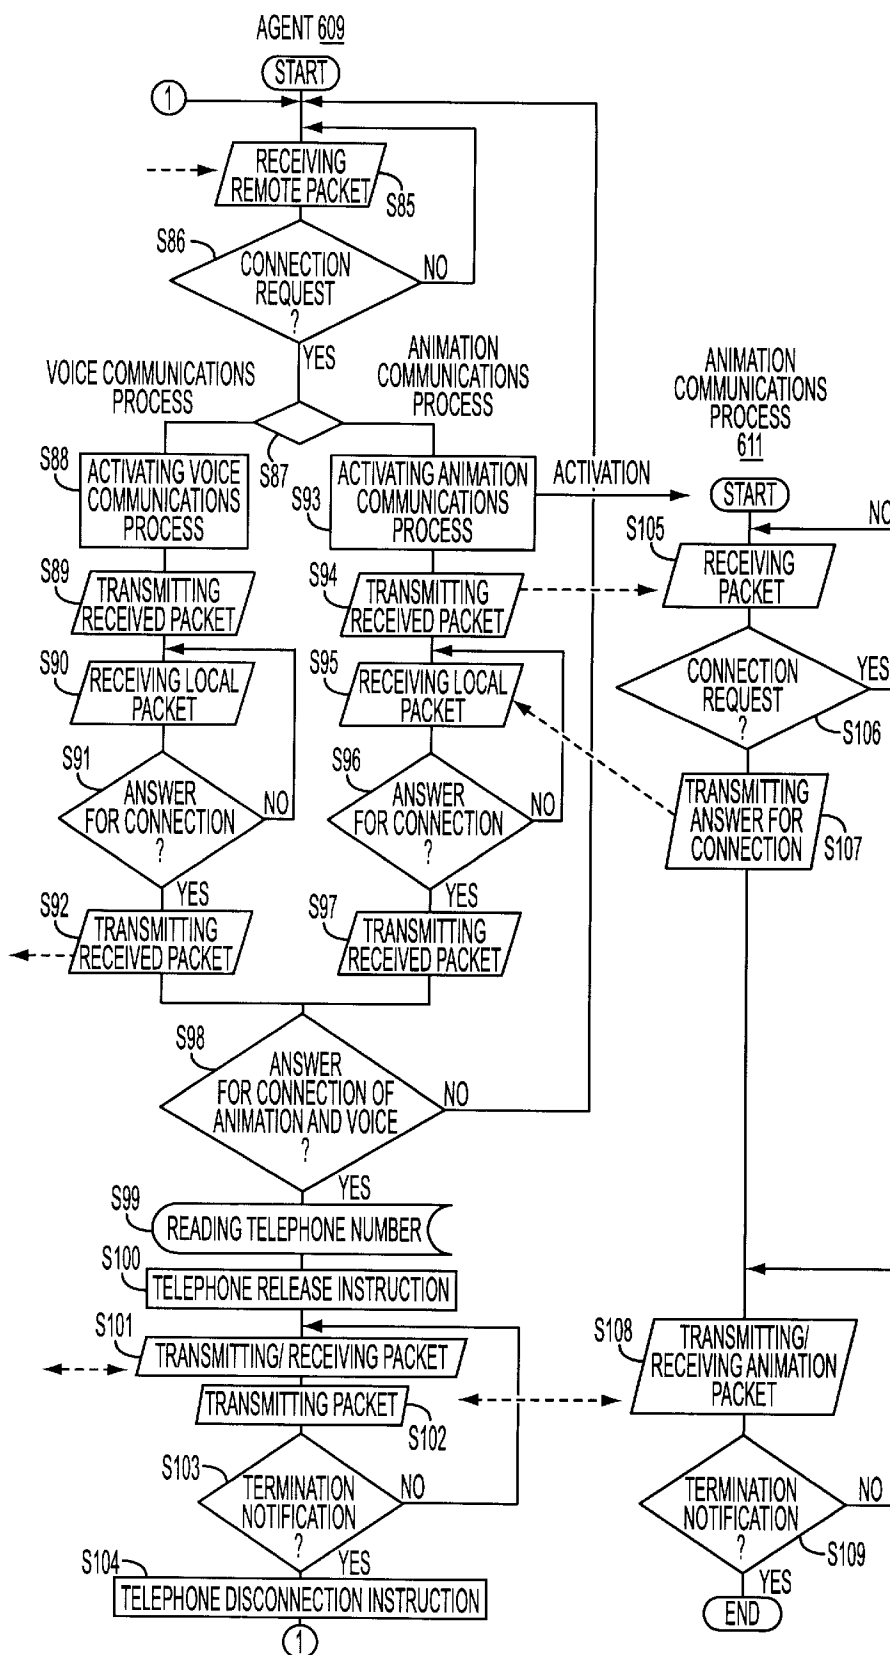 AGENT 609
START
1
RECEIVING
REMOTE PACKET
S85
S86
CONNECTION
REQUEST
?
NO
YES
VOICE COMMUNICATIONS
PROCESS
ANIMATION
COMMUNICATIONS
PROCESS
S87
S88
ACTIVATING VOICE
COMMUNICATIONS
PROCESS
S93
ACTIVATING ANIMATION
COMMUNICATIONS
PROCESS
ACTIVATION
S89
TRANSMITTING
RECEIVED PACKET
S94
TRANSMITTING
RECEIVED PACKET
S90
RECEIVING LOCAL
PACKET
S95
RECEIVING LOCAL
PACKET
S91
ANSWER
FOR CONNECTION
?
NO
YES
S96
ANSWER
FOR CONNECTION
?
NO
YES
S92
TRANSMITTING
RECEIVED PACKET
S97
TRANSMITTING
RECEIVED PACKET
S98
ANSWER
FOR CONNECTION OF
ANIMATION AND VOICE
?
NO
YES
S99
READING TELEPHONE NUMBER
S100
TELEPHONE RELEASE INSTRUCTION
S101
TRANSMITTING/ RECEIVING PACKET
TRANSMITTING PACKET
S102
S103
TERMINATION
NOTIFICATION
?
NO
YES
S104
TELEPHONE DISCONNECTION INSTRUCTION
1
ANIMATION
COMMUNICATIONS
PROCESS
611
START
NO
S105
RECEIVING
PACKET
CONNECTION
REQUEST
?
YES
S106
TRANSMITTING
ANSWER FOR
CONNECTION
S107
S108
TRANSMITTING/
RECEIVING ANIMATION
PACKET
TERMINATION
NOTIFICATION
?
NO
S109
YES
END